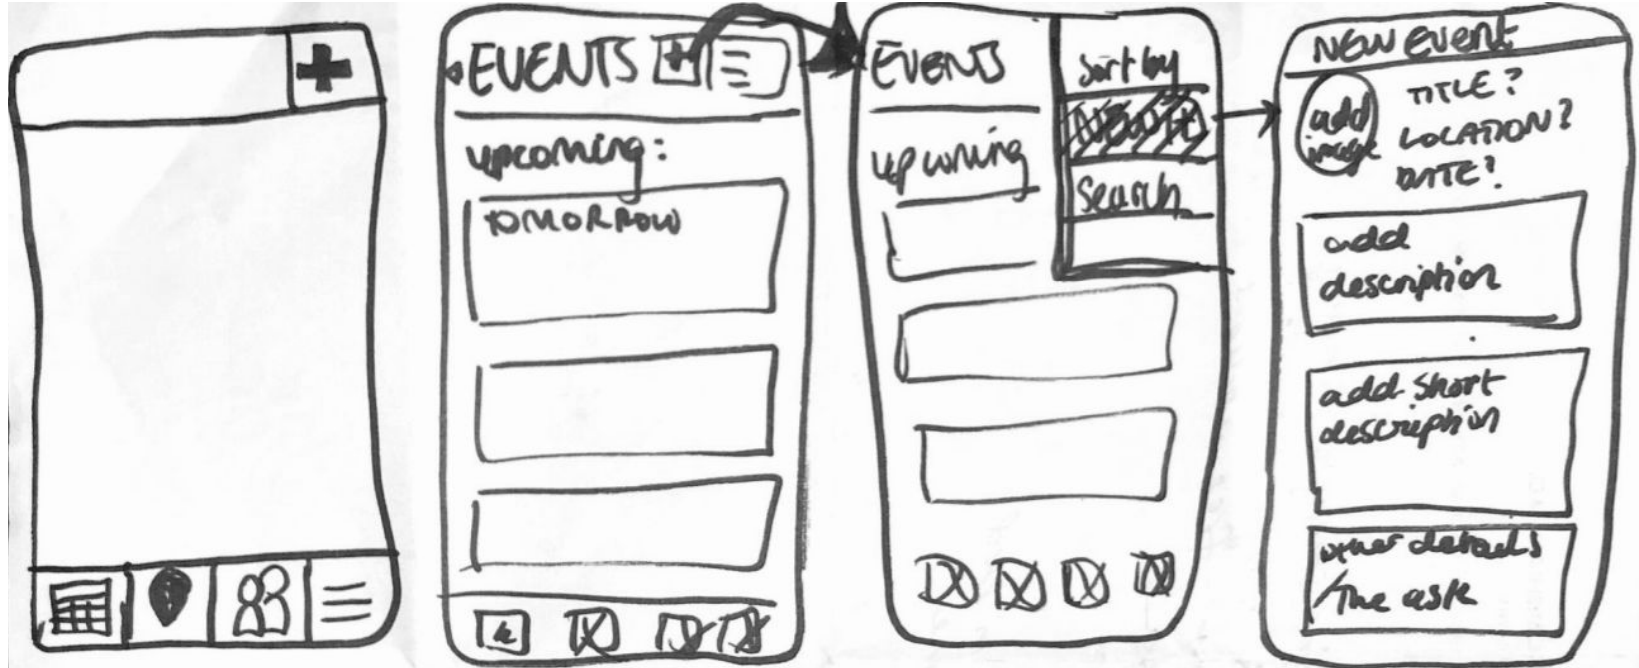 EVENTS
upcoming:
TOMORROW
EVENTS
upcoming
Sort by
Search
NEW EVENT
add
image
TITLE?
LOCATION?
DATE?
add
description
add short
description
other details
/The ask